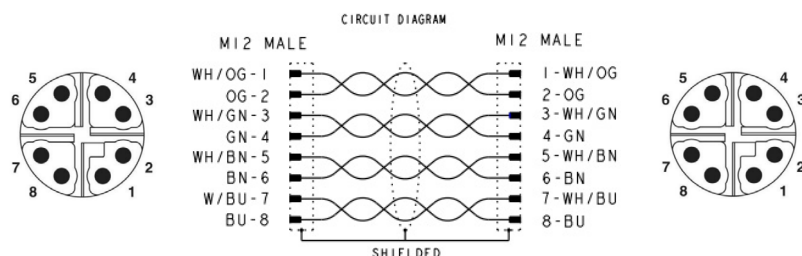 CIRCUIT DIAGRAM
M12 MALE
M12 MALE
WH/OG-1
1-WH/OG
OG-2
2-OG
WH/GN-3
3-WH/GN
GN-4
4-GN
WH/BN-5
5-WH/BN
BN-6
6-BN
W/BU-7
7-WH/BU
BU-8
8-BU
SHIELDED
5
4
6
3
7
2
8
1
5
4
6
3
7
2
8
1